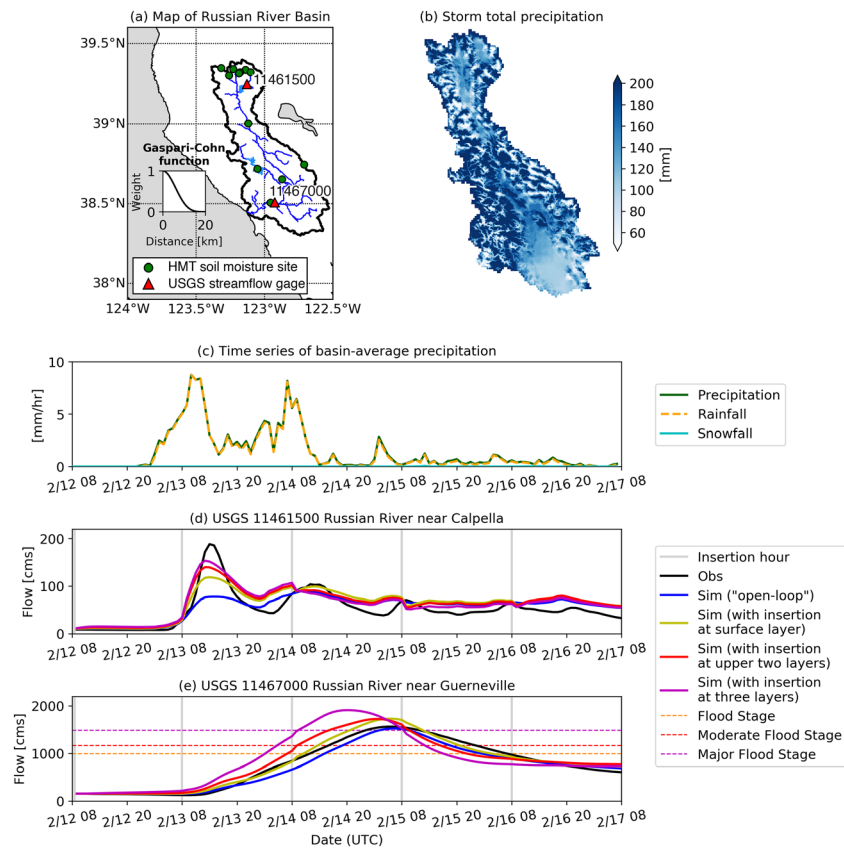 (a) Map of Russian River Basin
39.5°N
39°N
38.5°N
38°N
124°W
123.5°W
123°W
122.5°W
11461500
11467000
Gaspari-Cohn
function
Weight
1
0
0
20
Distance [km]
HMT soil moisture site
USGS streamflow gage
(b) Storm total precipitation
200
180
160
140
120
100
80
60
[mm]
(c) Time series of basin-average precipitation
[mm/hr]
10
5
0
2/12 08 2/12 20 2/13 08 2/13 20 2/14 08 2/14 20 2/15 08 2/15 20 2/16 08 2/16 20 2/17 08
Precipitation
Rainfall
Snowfall
(d) USGS 11461500 Russian River near Calpella
Flow [cms]
200
100
0
2/12 08 2/12 20 2/13 08 2/13 20 2/14 08 2/14 20 2/15 08 2/15 20 2/16 08 2/16 20 2/17 08
(e) USGS 11467000 Russian River near Guerneville
Flow [cms]
2000
1000
0
2/12 08 2/12 20 2/13 08 2/13 20 2/14 08 2/14 20 2/15 08 2/15 20 2/16 08 2/16 20 2/17 08
Date (UTC)
Insertion hour
Obs
Sim ("open-loop")
Sim (with insertion
at surface layer)
Sim (with insertion
at upper two layers)
Sim (with insertion
at three layers)
Flood Stage
Moderate Flood Stage
Major Flood Stage